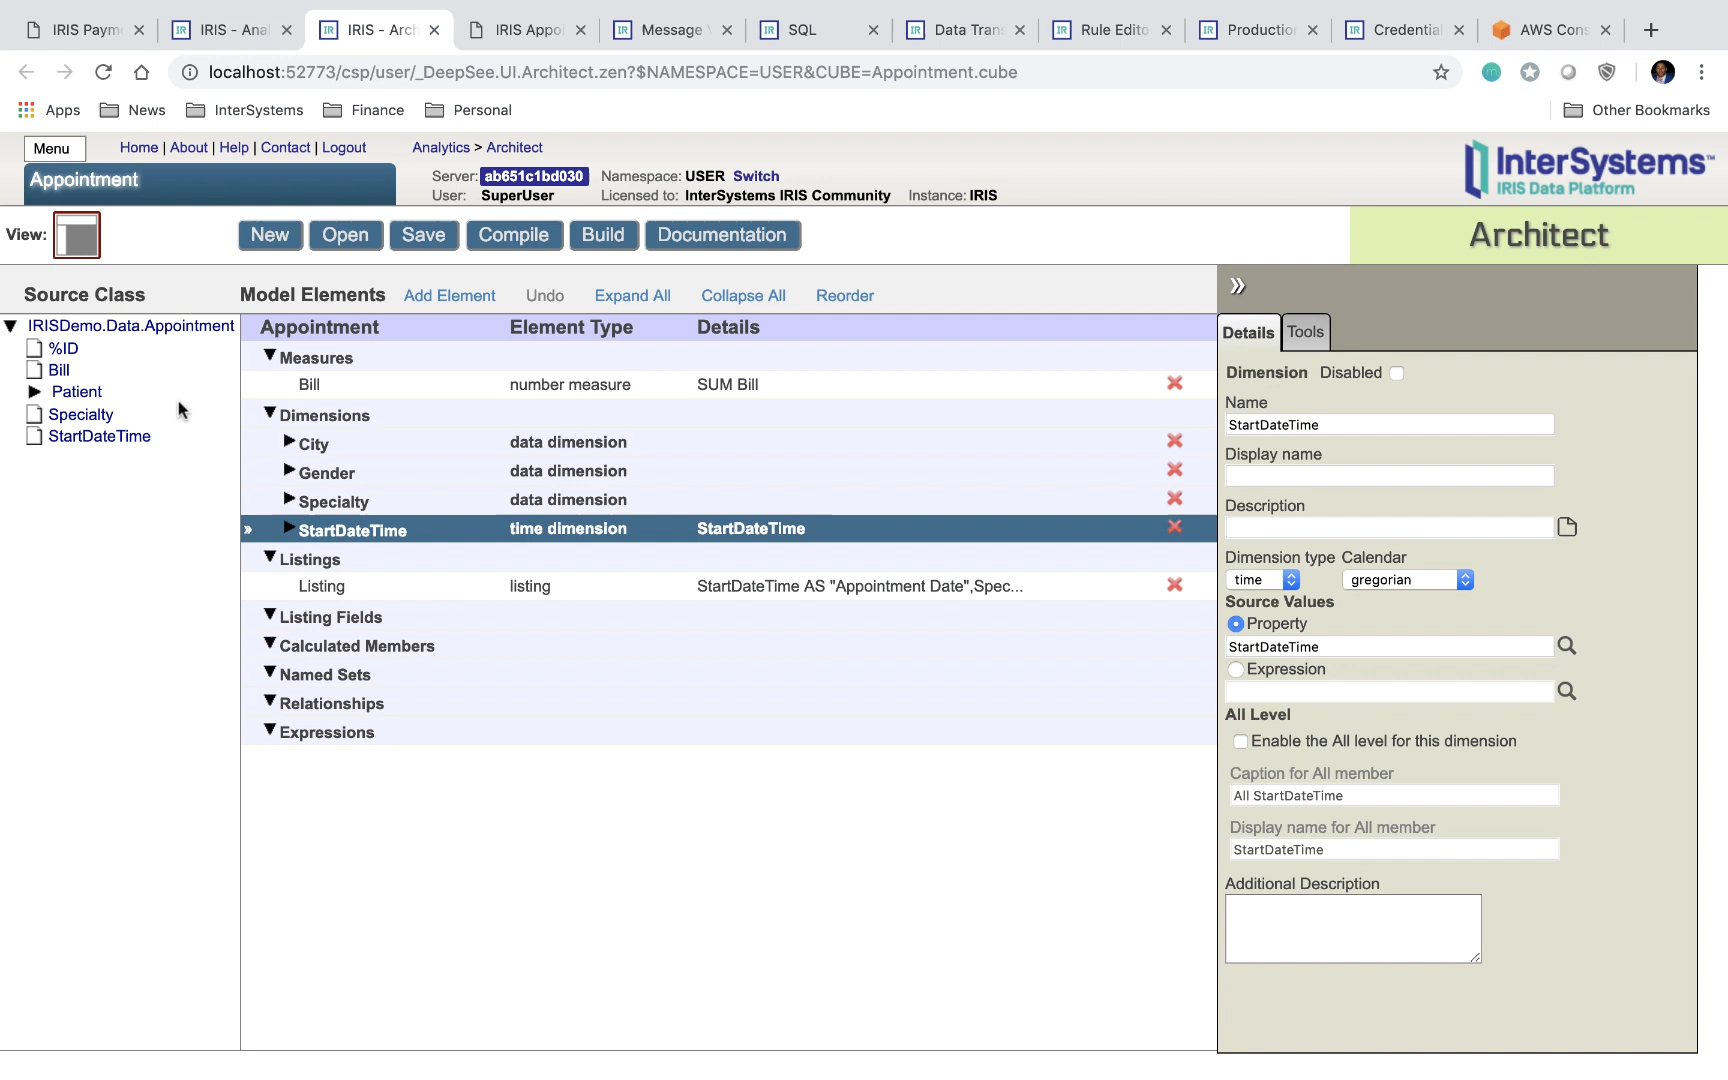 IRIS Paym
IRIS - Anal
IRIS - Arch
IRIS Appo
Message V
SQL
Data Tran
Rule Edito
Production
Credential
AWS Cons
localhost:52773/csp/user/_DeepSee.UI.Architect.zen?$NAMESPACE=USER&CUBE=Appointment.cube
Apps News InterSystems Finance Personal Other Bookmarks
Menu Home | About | Help | Contact | Logout Analytics > Architect
Appointment
Server: ab651c1bd030 Namespace: USER Switch
User: SuperUser Licensed to: InterSystems IRIS Community Instance: IRIS
InterSystems™
IRIS Data Platform
View: New Open Save Compile Build Documentation Architect
Source Class
IRISDemo.Data.Appointment
%ID
Bill
Patient
Specialty
StartDateTime
Model Elements Add Element Undo Expand All Collapse All Reorder
Appointment Element Type Details
Measures
Bill number measure SUM Bill
Dimensions
City data dimension
Gender data dimension
Specialty data dimension
» StartDateTime time dimension StartDateTime
Listings
Listing listing StartDateTime AS "Appointment Date",Spec...
Listing Fields
Calculated Members
Named Sets
Relationships
Expressions
»
Details Tools
Dimension Disabled
Name
StartDateTime
Display name
Description
Dimension type Calendar
time gregorian
Source Values
Property
StartDateTime
Expression
All Level
Enable the All level for this dimension
Caption for All member
All StartDateTime
Display name for All member
StartDateTime
Additional Description